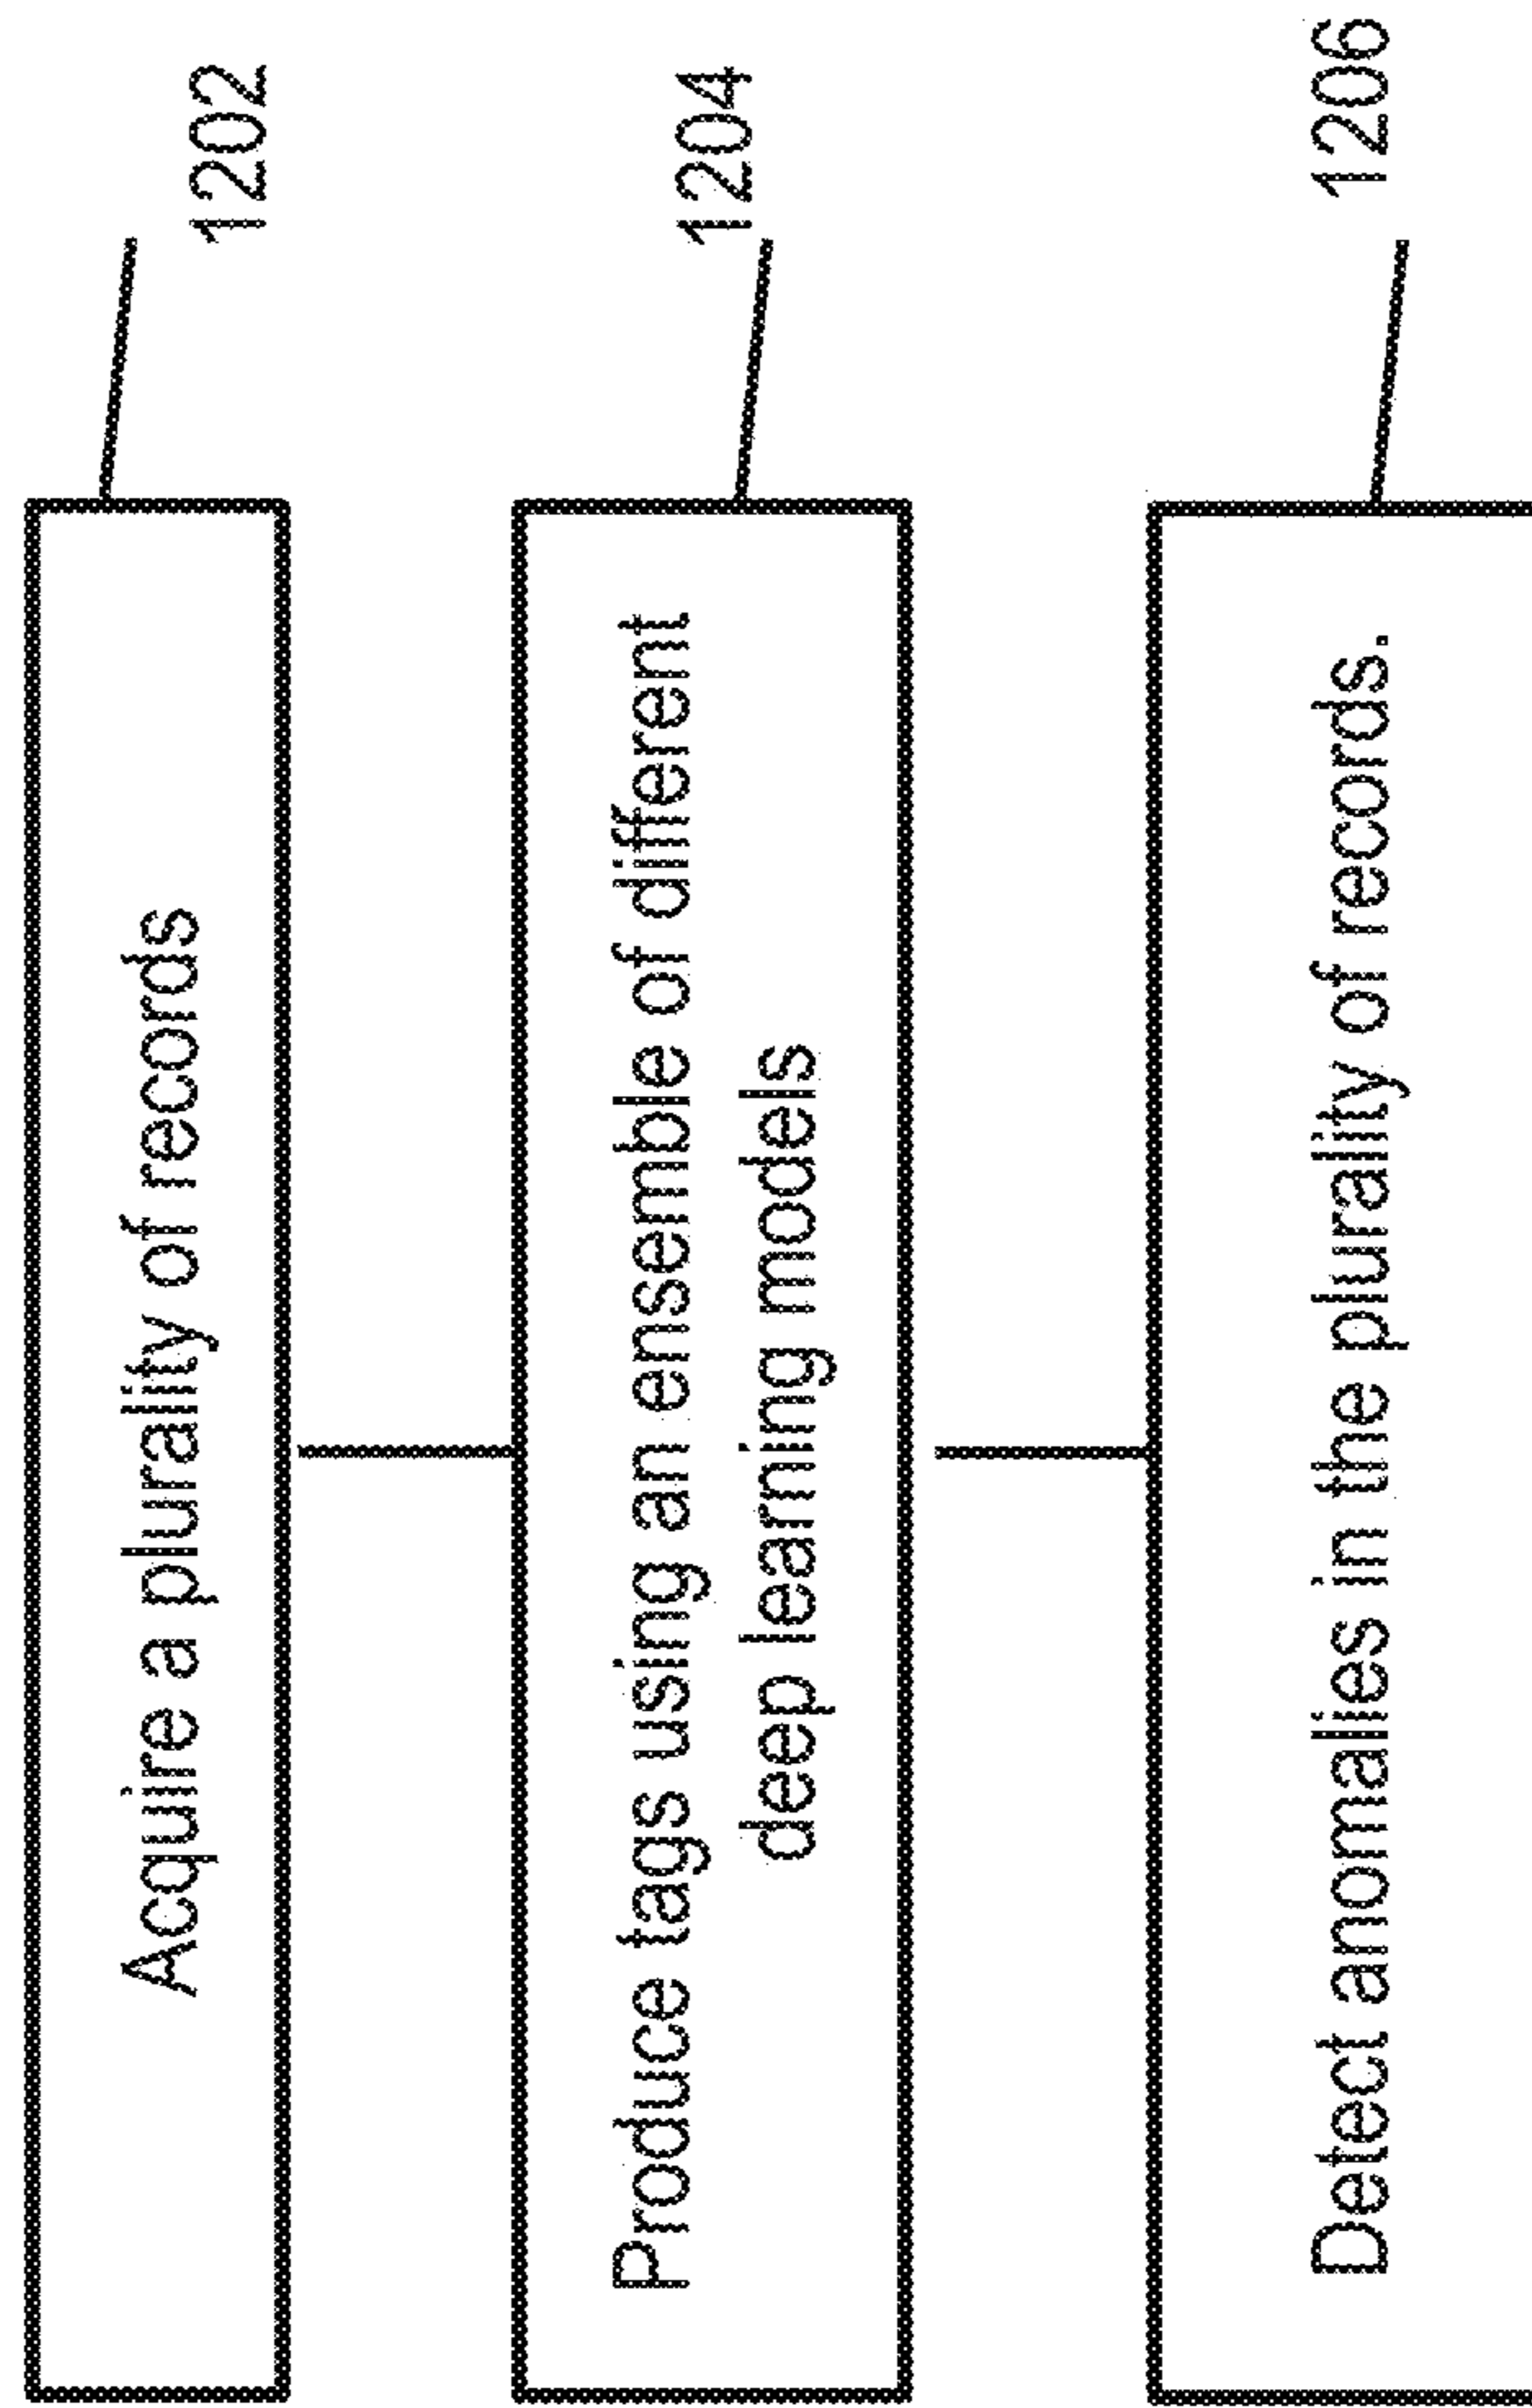 Acquire a plurality of records
1202
Produce tags using an ensemble of different
deep learning models
1204
Detect anomalies in the plurality of records.
1206